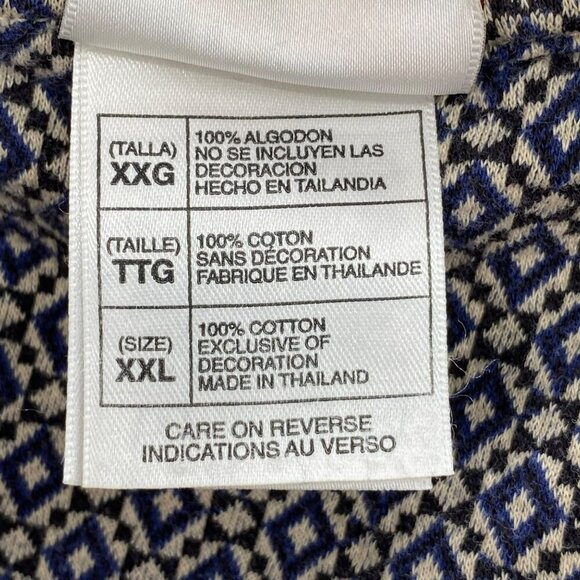 (TALLA)
XXG
100% ALGODON
NO SE INCLUYEN LAS
DECORACION
HECHO EN TAILANDIA
(TAILLE)
TTG
100% COTON
SANS DÉCORATION
FABRIQUE EN THAILANDE
(SIZE)
XXL
100% COTTON
EXCLUSIVE OF
DECORATION
MADE IN THAILAND
CARE ON REVERSE
INDICATIONS AU VERSO